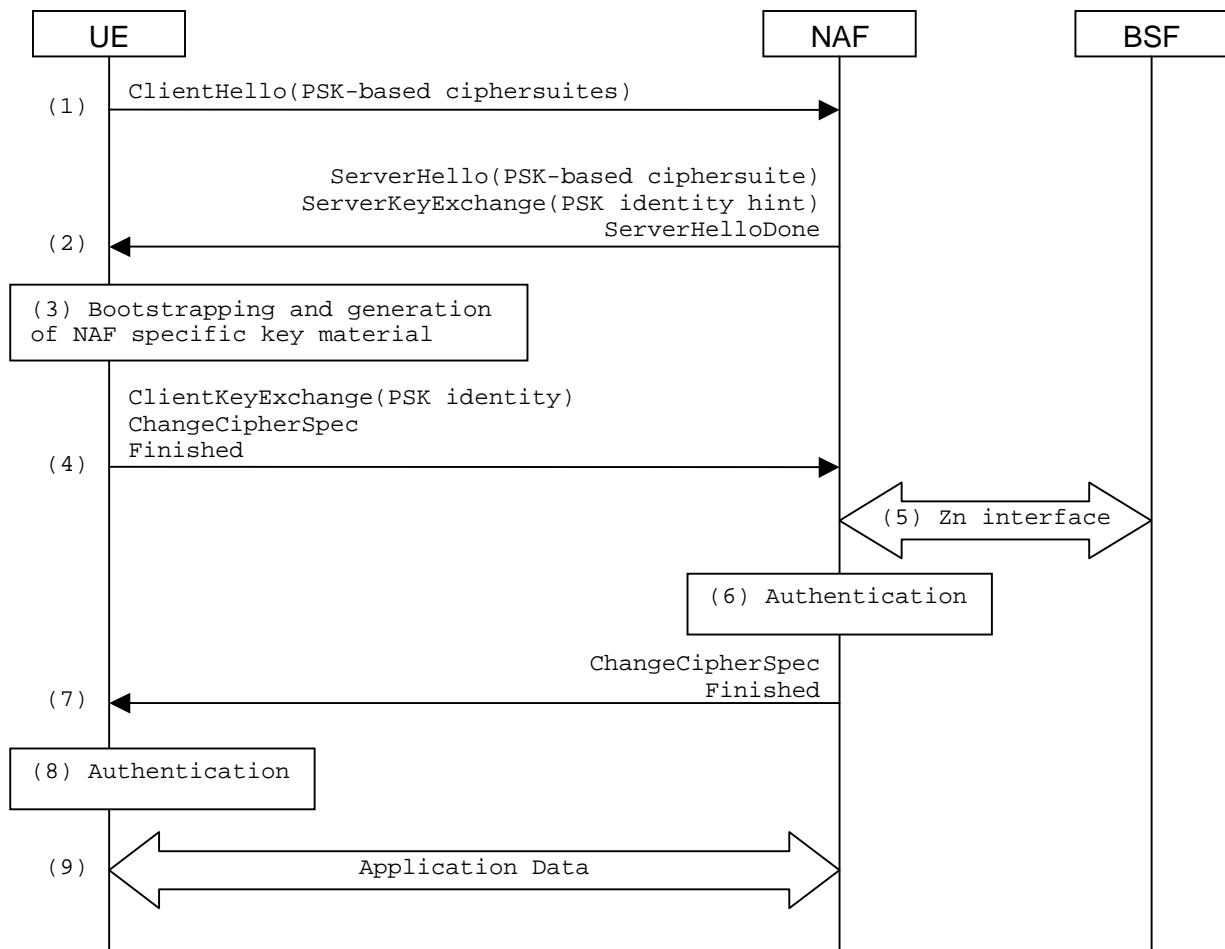 UE
NAF
BSF
ClientHello(PSK-based ciphersuites)
(1)
ServerHello(PSK-based ciphersuite)
ServerKeyExchange(PSK identity hint)
ServerHelloDone
(2)
(3) Bootstrapping and generation
of NAF specific key material
ClientKeyExchange(PSK identity)
ChangeCipherSpec
Finished
(4)
(5) Zn interface
(6) Authentication
ChangeCipherSpec
Finished
(7)
(8) Authentication
(9)
Application Data